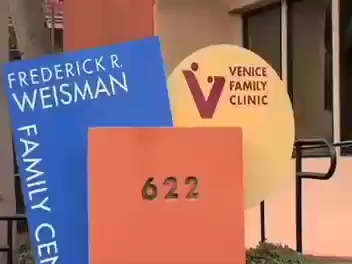 FREDERICK R.
WEISMAN
FAMILY CEN
VENICE
FAMILY
CLINIC
622